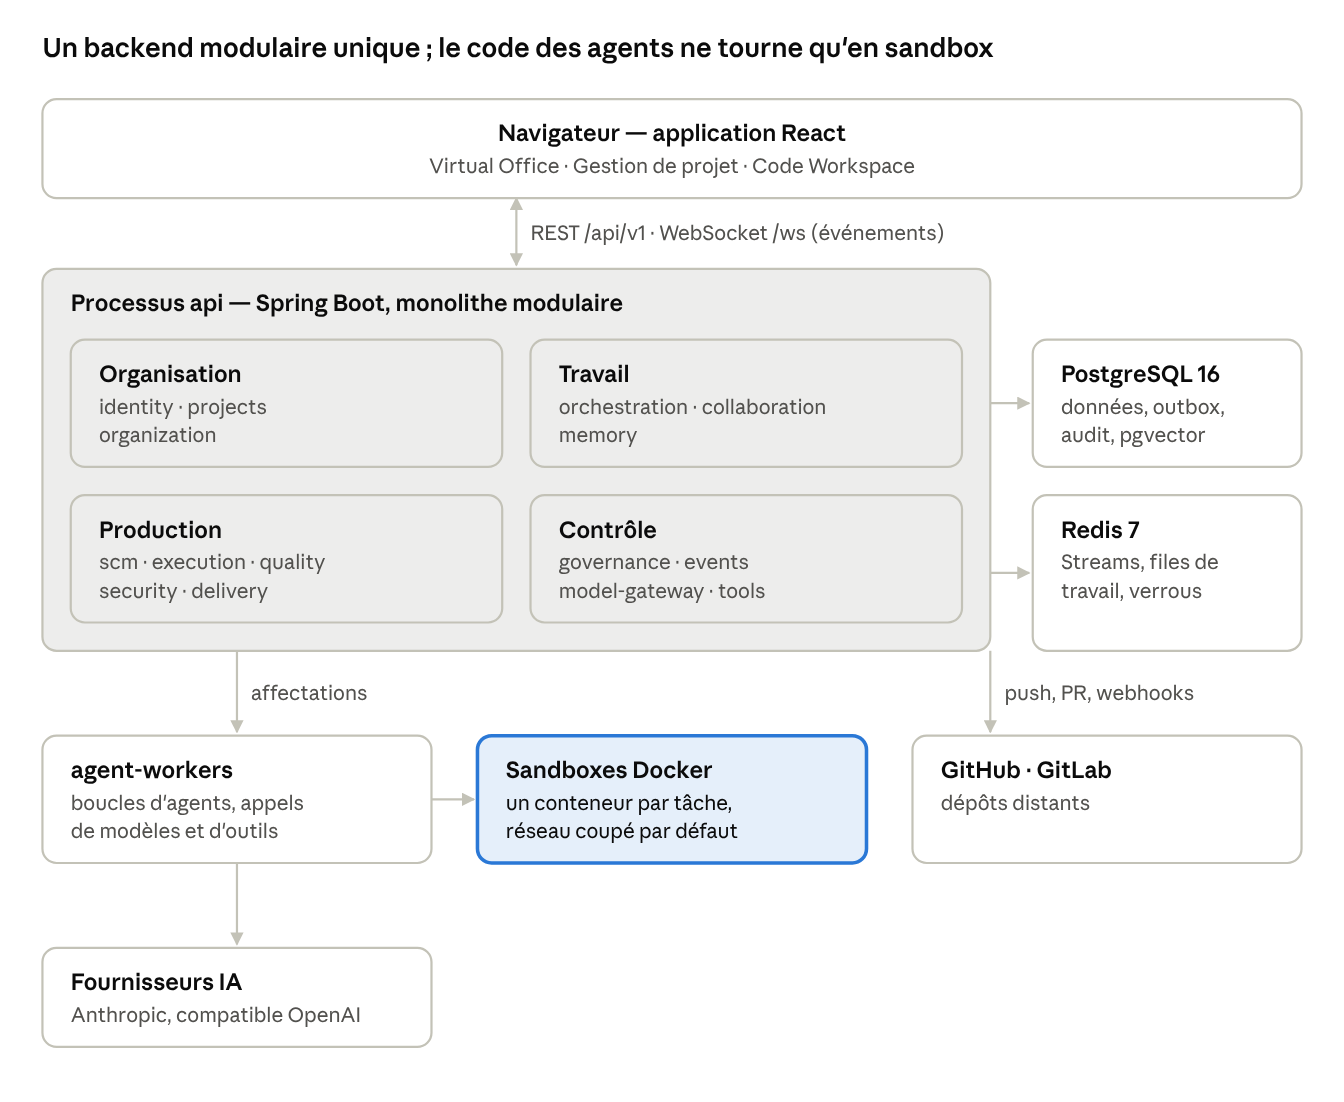 Un backend modulaire unique ; le code des agents ne tourne qu'en sandbox
Navigateur — application React
Virtual Office · Gestion de projet · Code Workspace
REST /api/v1 · WebSocket /ws (événements)
Processus api — Spring Boot, monolithe modulaire
Organisation
identity · projects
organization
Travail
orchestration · collaboration
memory
PostgreSQL 16
données, outbox,
audit, pgvector
Production
scm · execution · quality
security · delivery
Contrôle
governance · events
model-gateway · tools
Redis 7
Streams, files de
travail, verrous
affectations
push, PR, webhooks
agent-workers
boucles d'agents, appels
de modèles et d'outils
Sandboxes Docker
un conteneur par tâche,
réseau coupé par défaut
GitHub · GitLab
dépôts distants
Fournisseurs IA
Anthropic, compatible OpenAI